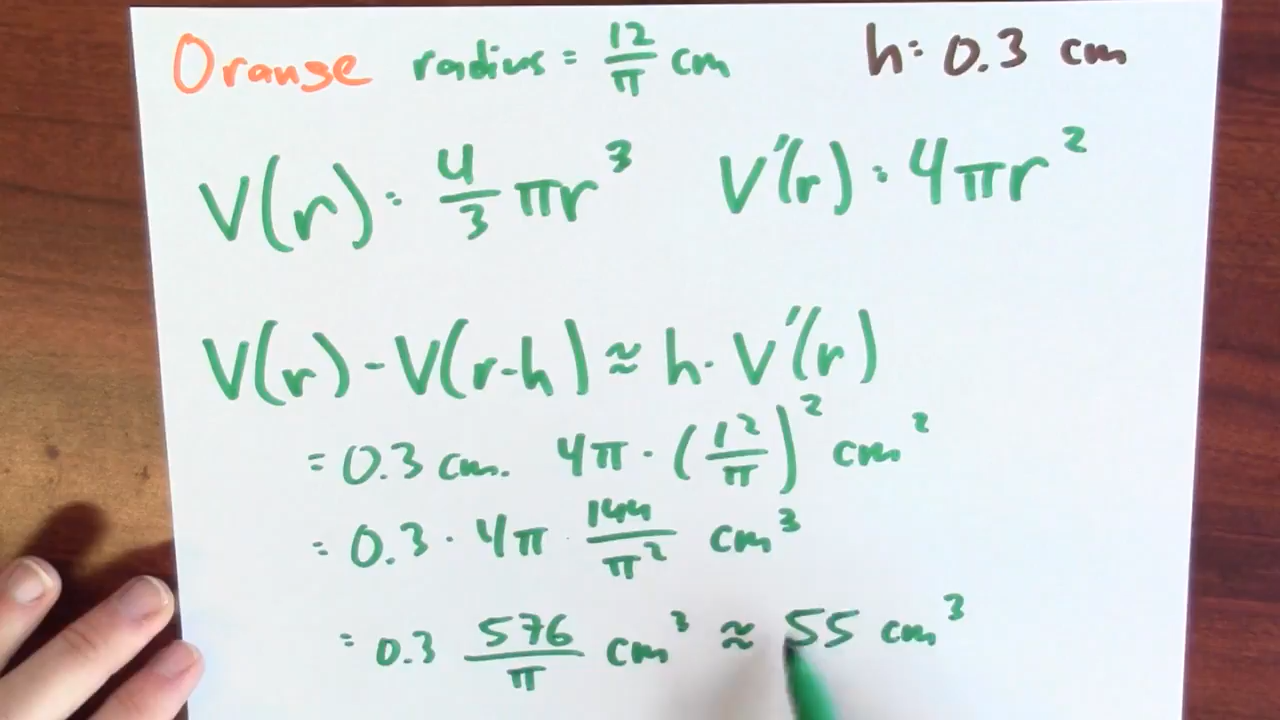 Orange radius = 12/π cm h = 0.3 cm
V(r) = 4/3 πr³ V'(r) = 4πr²
V(r) - V(r-h) ≈ h · V'(r)
= 0.3 cm. 4π · (12/π)² cm²
= 0.3 · 4π · 144/π² cm³
= 0.3 576/π cm³ ≈ 55 cm³